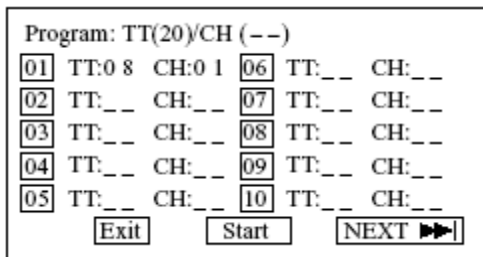 Program: TT(20)/CH (--)
01 TT:0 8 CH:0 1 06 TT:_ _ CH:_ _
02 TT:_ _ CH:_ _ 07 TT:_ _ CH:_ _
03 TT:_ _ CH:_ _ 08 TT:_ _ CH:_ _
04 TT:_ _ CH:_ _ 09 TT:_ _ CH:_ _
05 TT:_ _ CH:_ _ 10 TT:_ _ CH:_ _
Exit Start NEXT ▶▶|